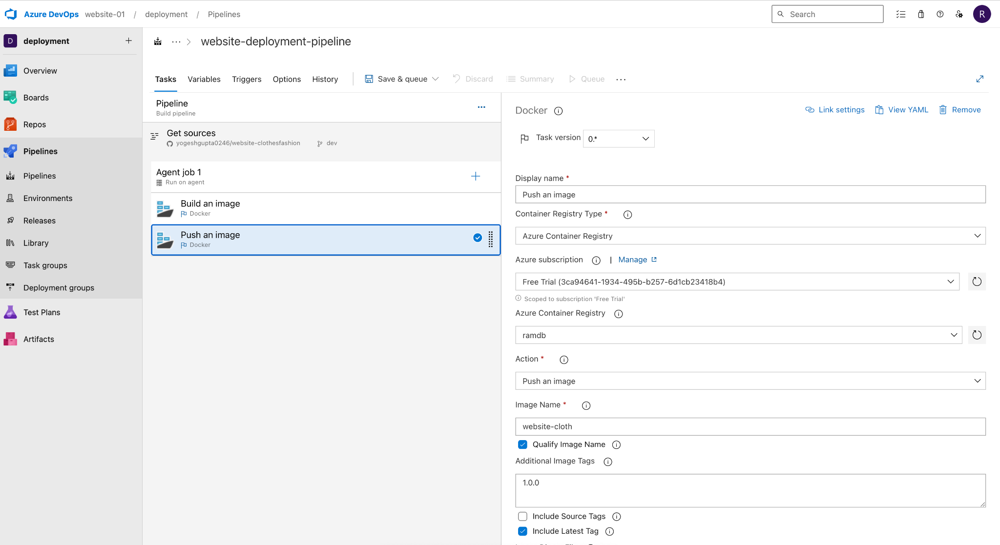 Azure DevOps website-01 / deployment / Pipelines
Search
R
D deployment
Overview
Boards
Repos
Pipelines
Pipelines
Environments
Releases
Library
Task groups
Deployment groups
Test Plans
Artifacts
... > website-deployment-pipeline
Tasks Variables Triggers Options History Save & queue Discard Summary Queue ...
Pipeline
Build pipeline
Get sources
yogeshgupta0246/website-clothesfashion dev
Agent job 1
Run on agent
Build an image
Docker
Push an image
Docker
Docker
Link settings View YAML Remove
Task version 0.*
Display name *
Push an image
Container Registry Type *
Azure Container Registry
Azure subscription | Manage
Free Trial (3ca94641-1934-495b-b257-6d1cb23418b4)
Scoped to subscription 'Free Trial'
Azure Container Registry
ramdb
Action *
Push an image
Image Name *
website-cloth
Qualify Image Name
Additional Image Tags
1.0.0
Include Source Tags
Include Latest Tag